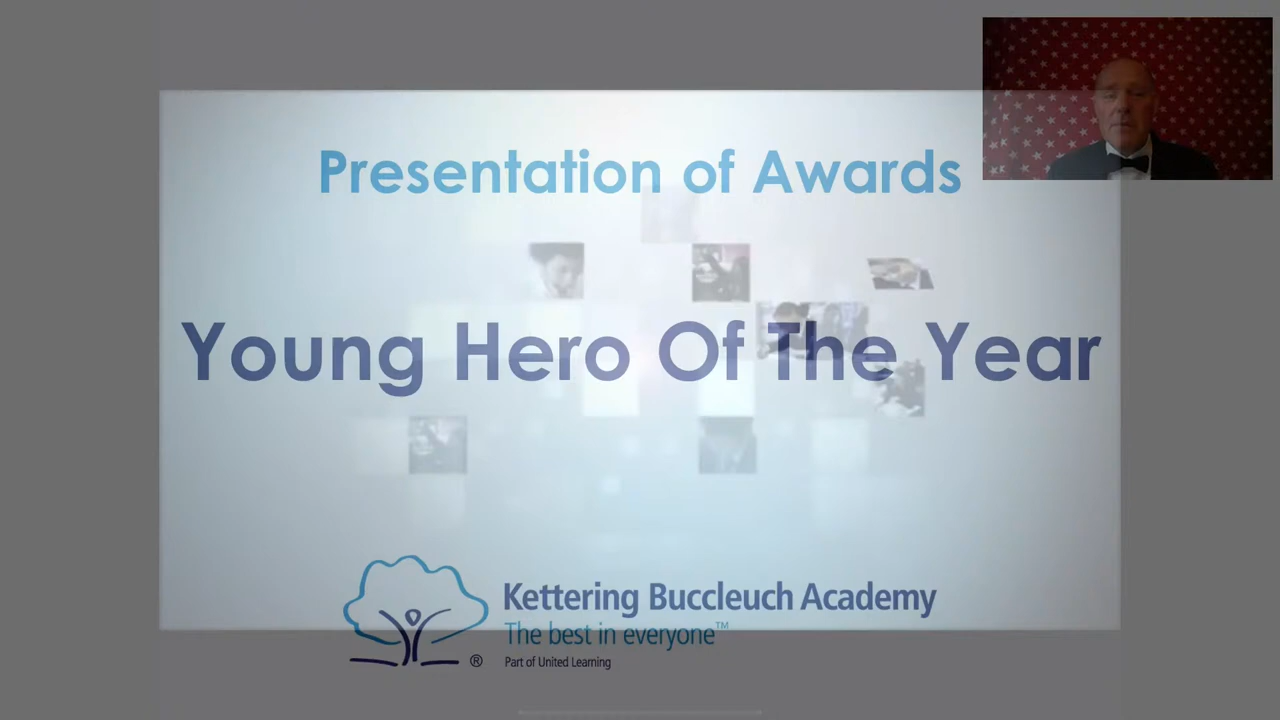 Presentation of Awards
Young Hero Of The Year
Kettering Buccleuch Academy
The best in everyone™
® Part of United Learning